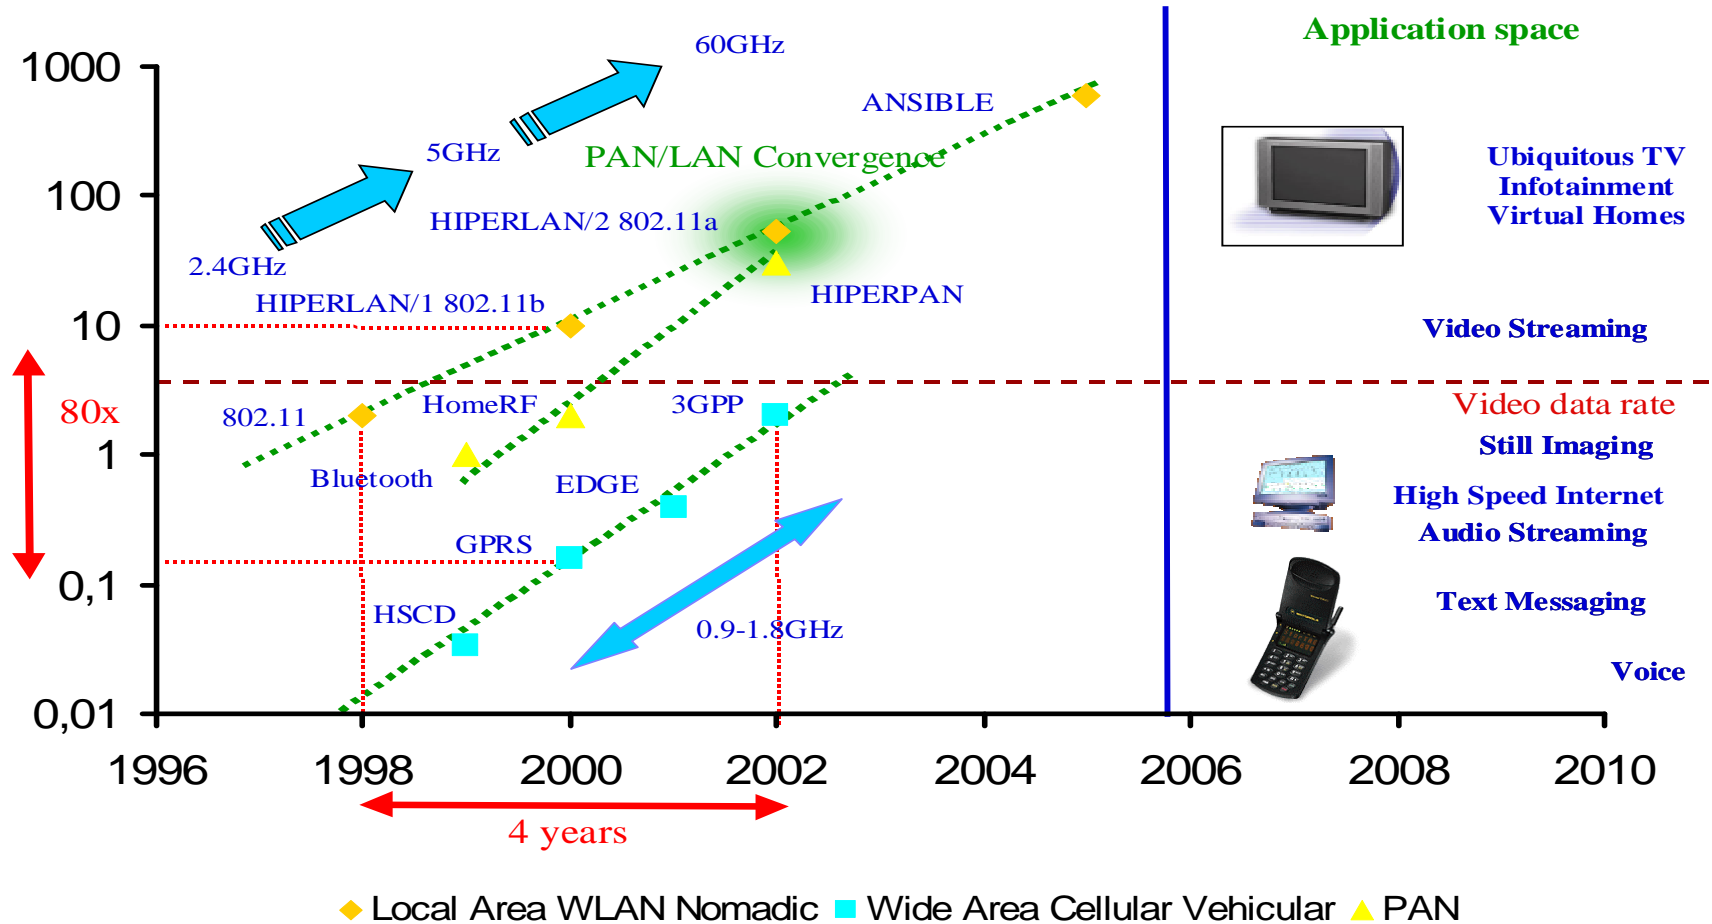 60GHz
Application space
1000
ANSIBLE
5GHz
PAN/LAN Convergence
Ubiquitous TV
Infotainment
Virtual Homes
100
HIPERLAN/2 802.11a
2.4GHz
HIPERPAN
HIPERLAN/1 802.11b
10
Video Streaming
80x
802.11
HomeRF
3GPP
Video data rate
Still Imaging
1
Bluetooth
EDGE
High Speed Internet
Audio Streaming
GPRS
0,1
HSCD
0.9-1.8GHz
Text Messaging
Voice
0,01
1996 1998 2000 2002 2004 2006 2008 2010
4 years
Local Area WLAN Nomadic Wide Area Cellular Vehicular PAN